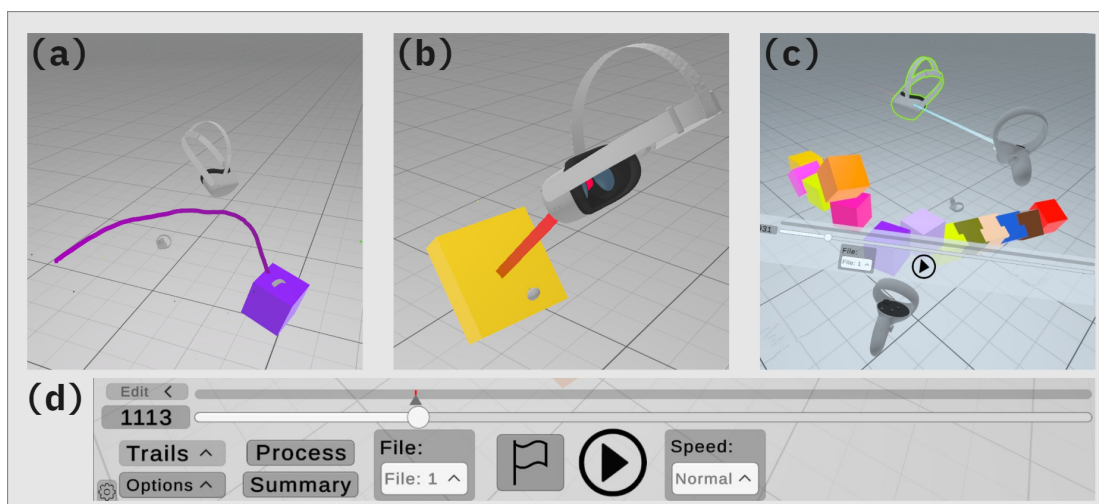 (a)
(b)
(c)
File:
File: 1
(d)
Edit <
1113
Trails ^
Process
File:
Speed:
Options ^
Summary
File: 1 ^
Normal ^